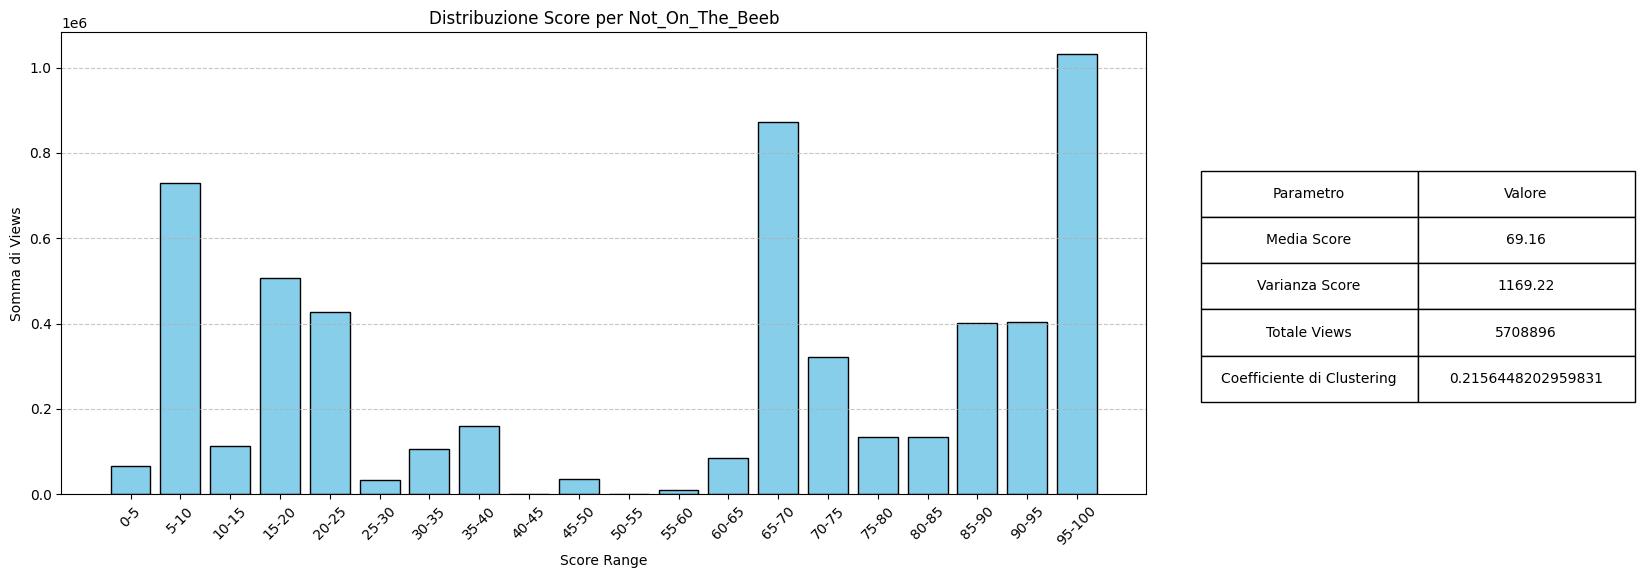 Distribuzione Score per Not_On_The_Beeb
1e6
1.0
0.8
0.6
0.4
0.2
0.0
Somma di Views
0-5
5-10
10-15
15-20
20-25
25-30
30-35
35-40
40-45
45-50
50-55
55-60
60-65
65-70
70-75
75-80
80-85
85-90
90-95
95-100
Score Range
Parametro Valore
Media Score 69.16
Varianza Score 1169.22
Totale Views 5708896
Coefficiente di Clustering 0.2156448202959831